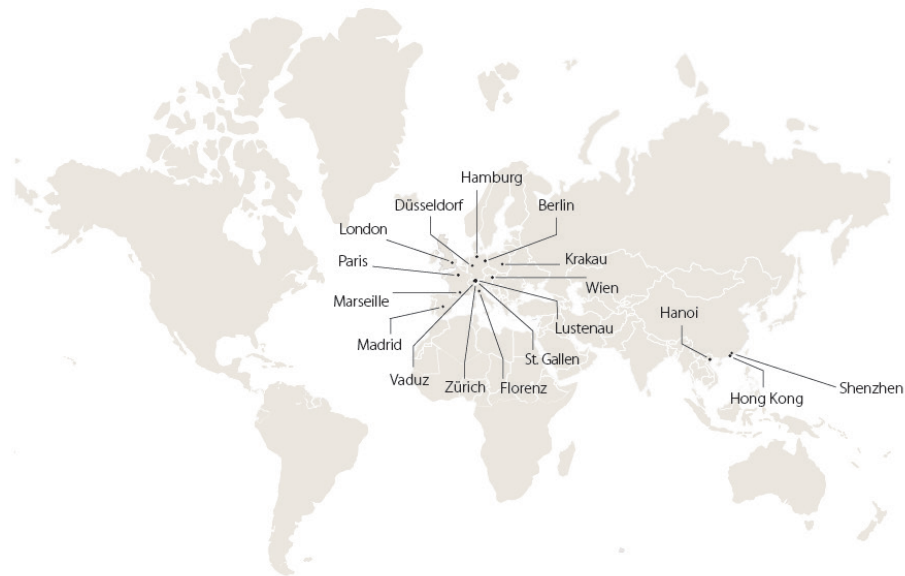 Hamburg
Düsseldorf
Berlin
London
Paris
Krakau
Wien
Marseille
Hanoi
Lustenau
Madrid
St. Gallen
Vaduz
Zürich
Florenz
Shenzhen
Hong Kong